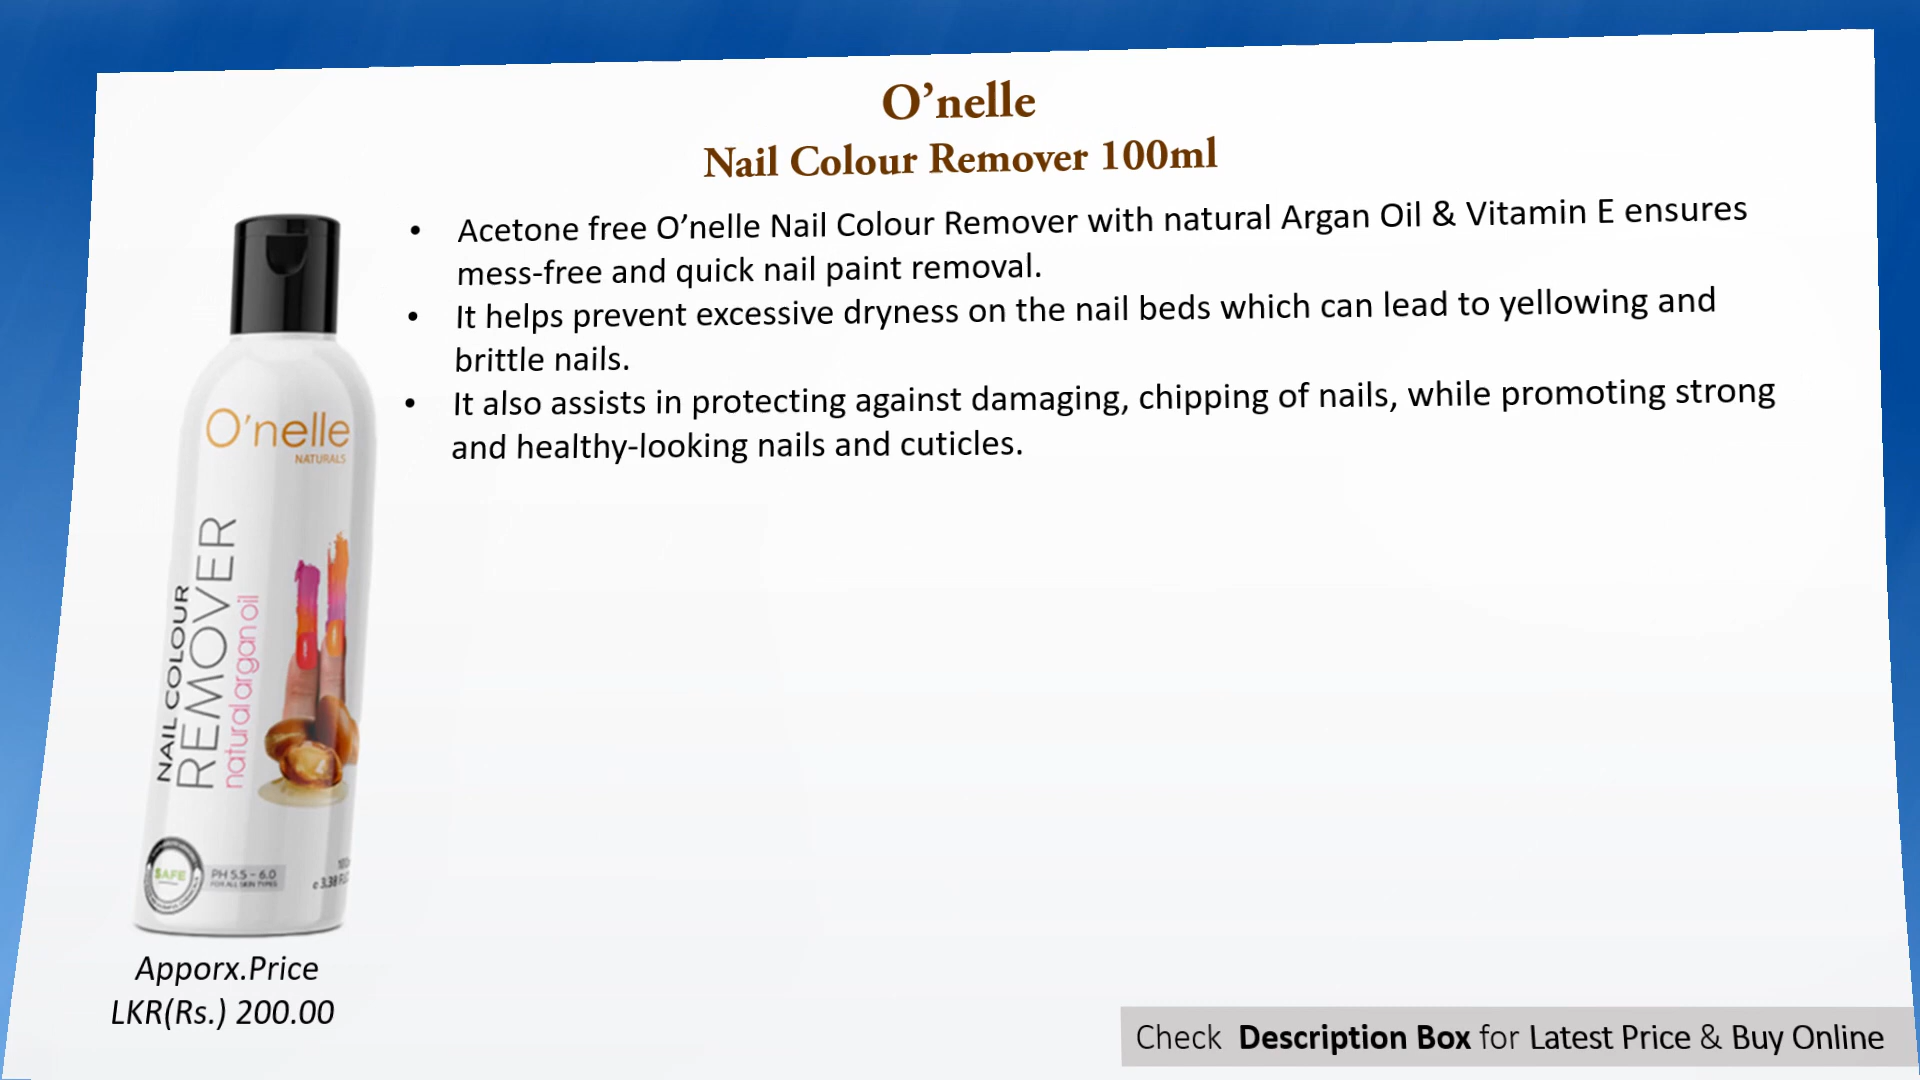 O’nelle
Nail Colour Remover 100ml
• Acetone free O’nelle Nail Colour Remover with natural Argan Oil & Vitamin E ensures
mess-free and quick nail paint removal.
• It helps prevent excessive dryness on the nail beds which can lead to yellowing and
brittle nails.
• It also assists in protecting against damaging, chipping of nails, while promoting strong
and healthy-looking nails and cuticles.
O’nelle
NATURALS
NAIL COLOUR
REMOVER
natural argan oil
SAFE
PH 5.5 - 6.0
FOR ALL SKIN TYPES
Apporx.Price
LKR(Rs.) 200.00
Check Description Box for Latest Price & Buy Online